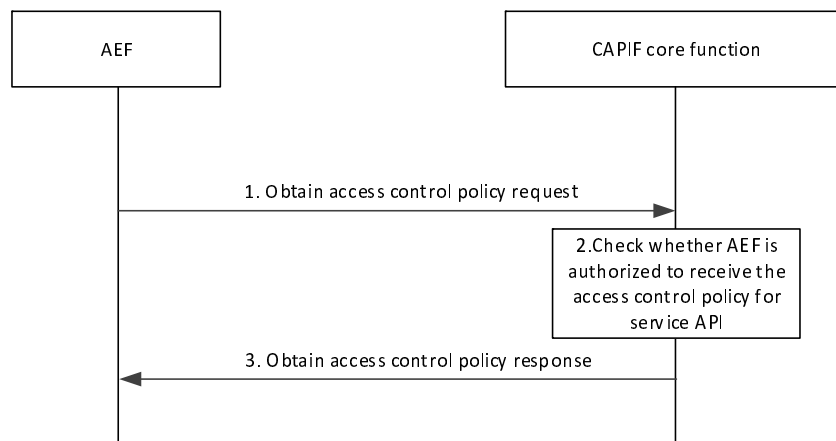 AEF
CAPIF core function
1. Obtain access control policy request
2.Check whether AEF is
authorized to receive the
access control policy for
service API
3. Obtain access control policy response